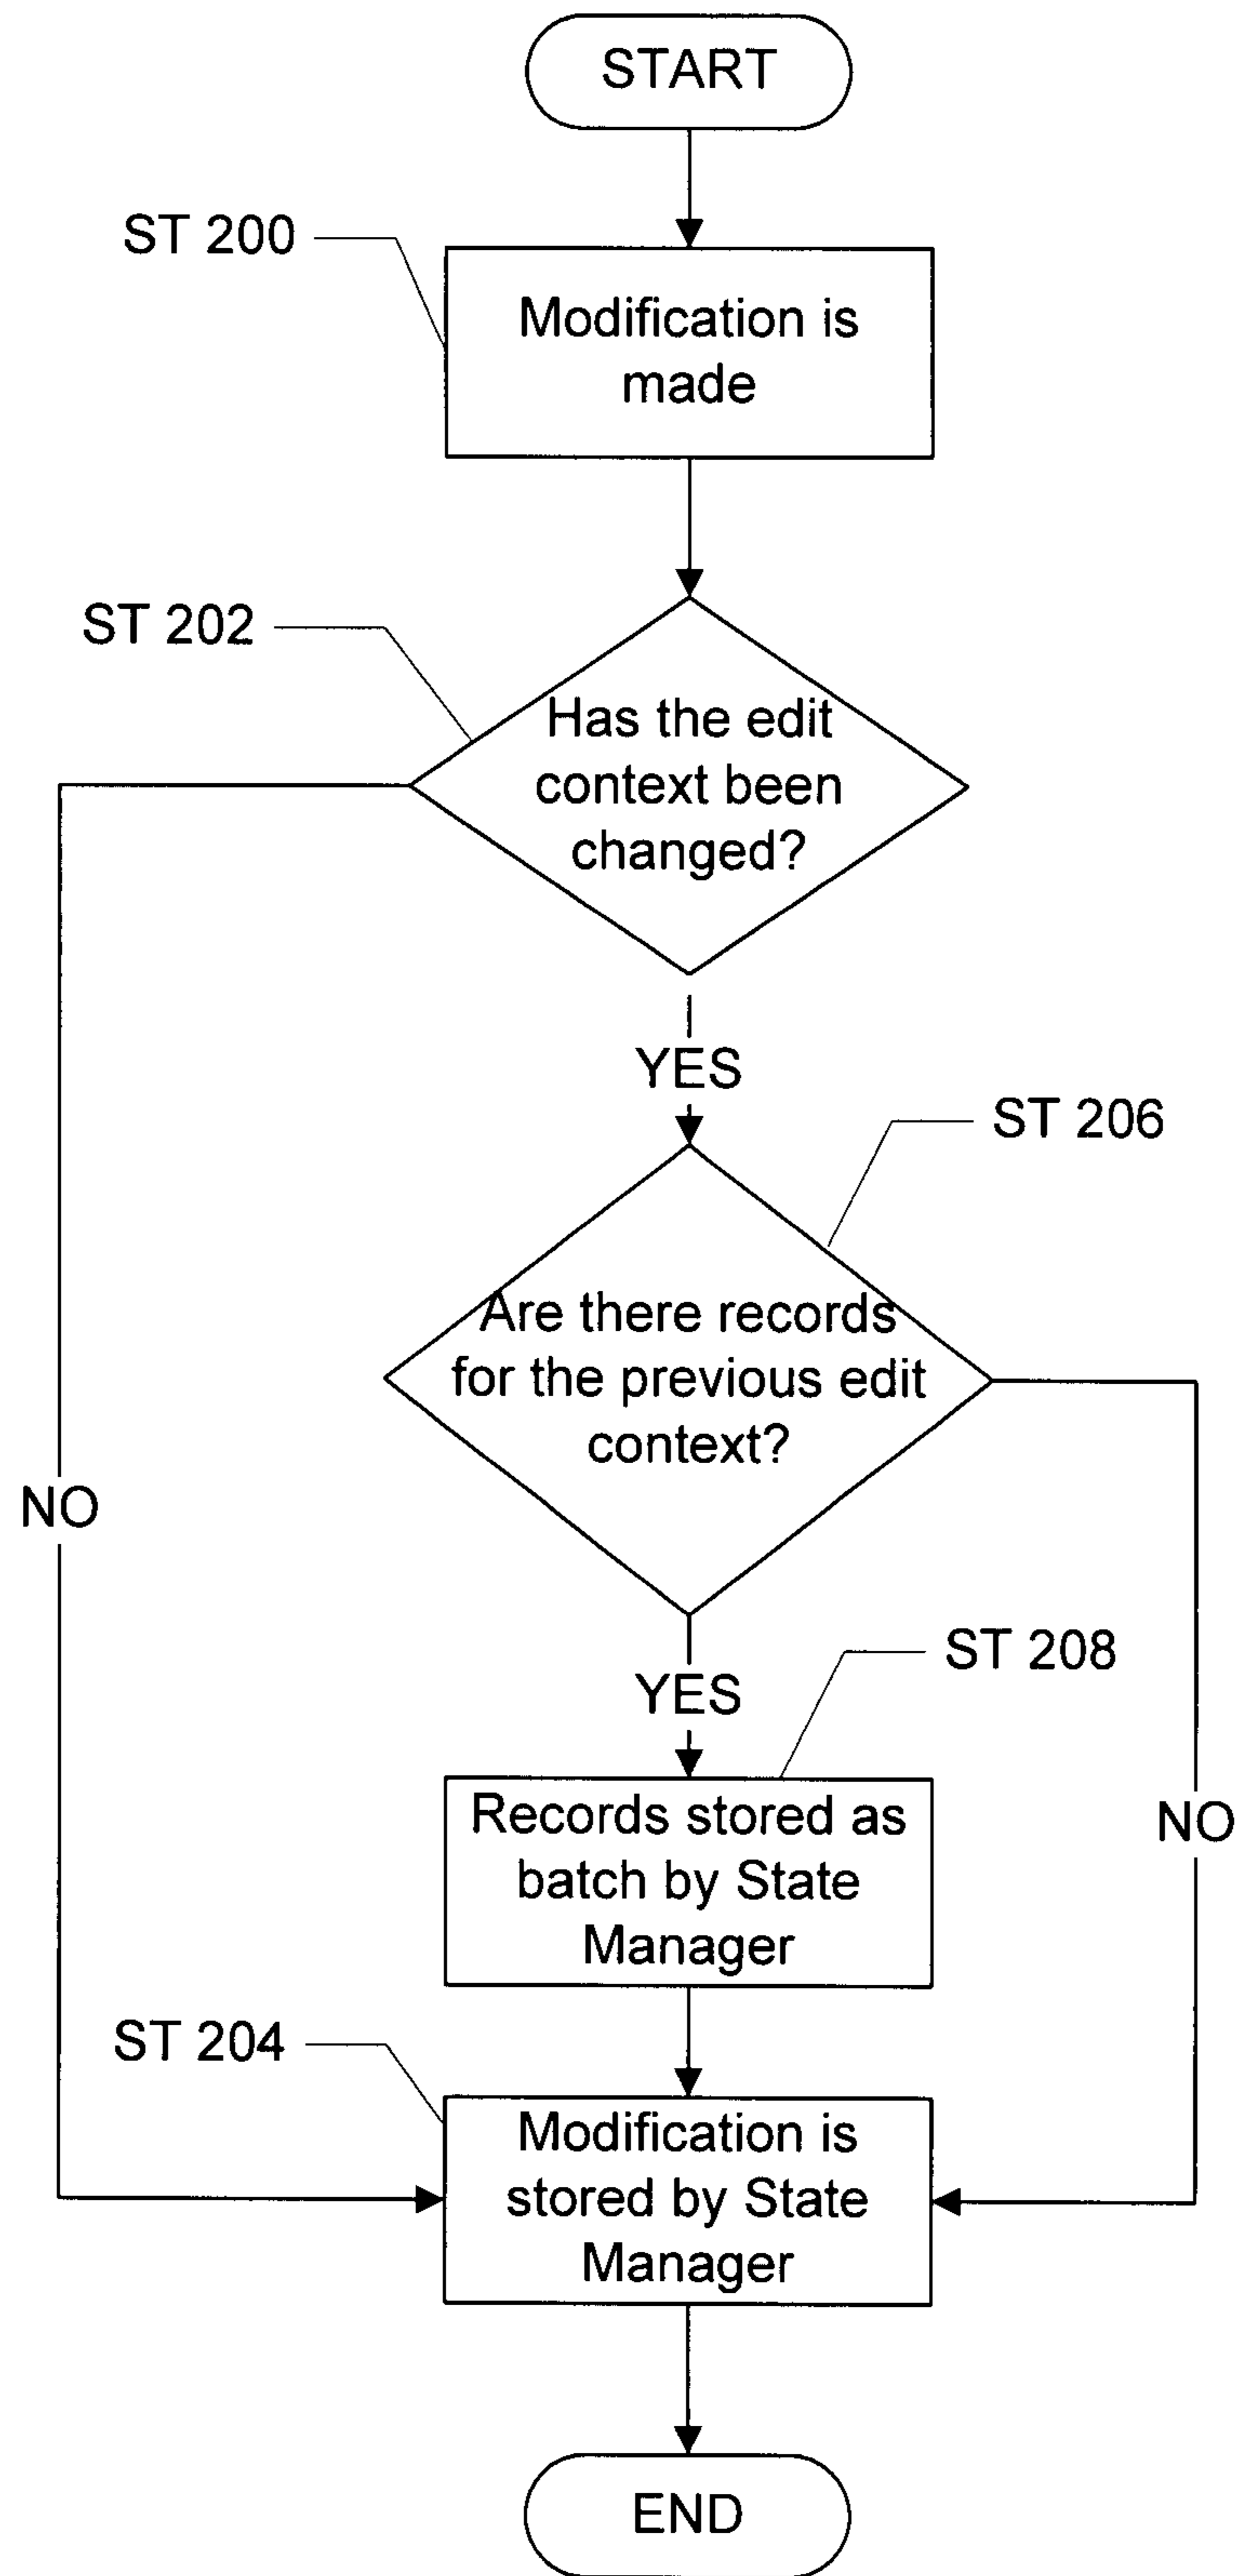 START
ST 200
Modification is
made
ST 202
Has the edit
context been
changed?
YES
ST 206
Are there records
for the previous edit
context?
NO
YES
ST 208
Records stored as
batch by State
Manager
NO
ST 204
Modification is
stored by State
Manager
END